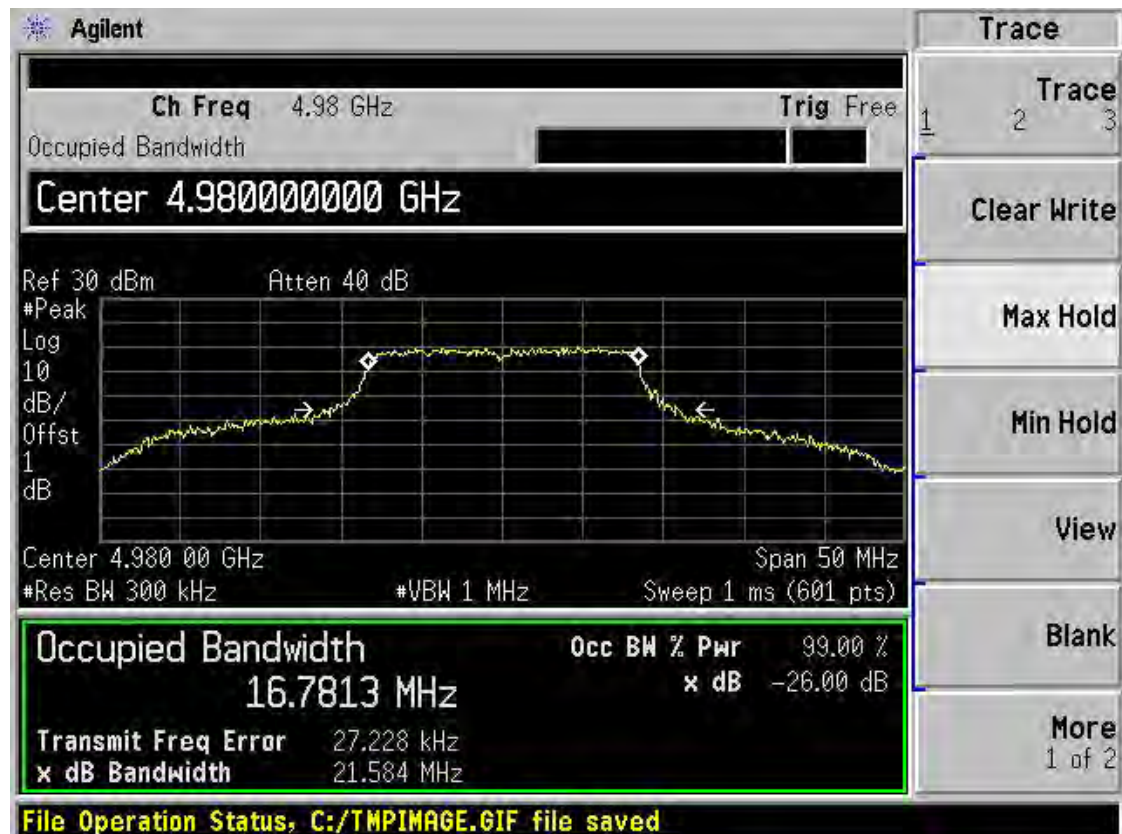 Agilent
Trace
Ch Freq 4.98 GHz Trig Free
Occupied Bandwidth
Center 4.980000000 GHz
Ref 30 dBm Atten 40 dB
#Peak
Log
10
dB/
Offst
1
dB
Center 4.980 00 GHz Span 50 MHz
#Res BW 300 kHz #VBW 1 MHz Sweep 1 ms (601 pts)
Occupied Bandwidth
16.7813 MHz
Occ BW % Pwr 99.00 %
x dB -26.00 dB
Transmit Freq Error 27.228 kHz
x dB Bandwidth 21.584 MHz
File Operation Status, C:/TMPIMAGE.GIF file saved
Trace
1 2 3
Clear Write
Max Hold
Min Hold
View
Blank
More
1 of 2